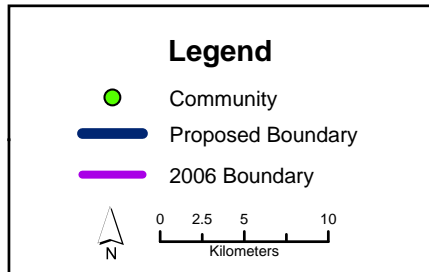 Legend
Community
Proposed Boundary
2006 Boundary
0 2.5 5 10
Kilometers
N